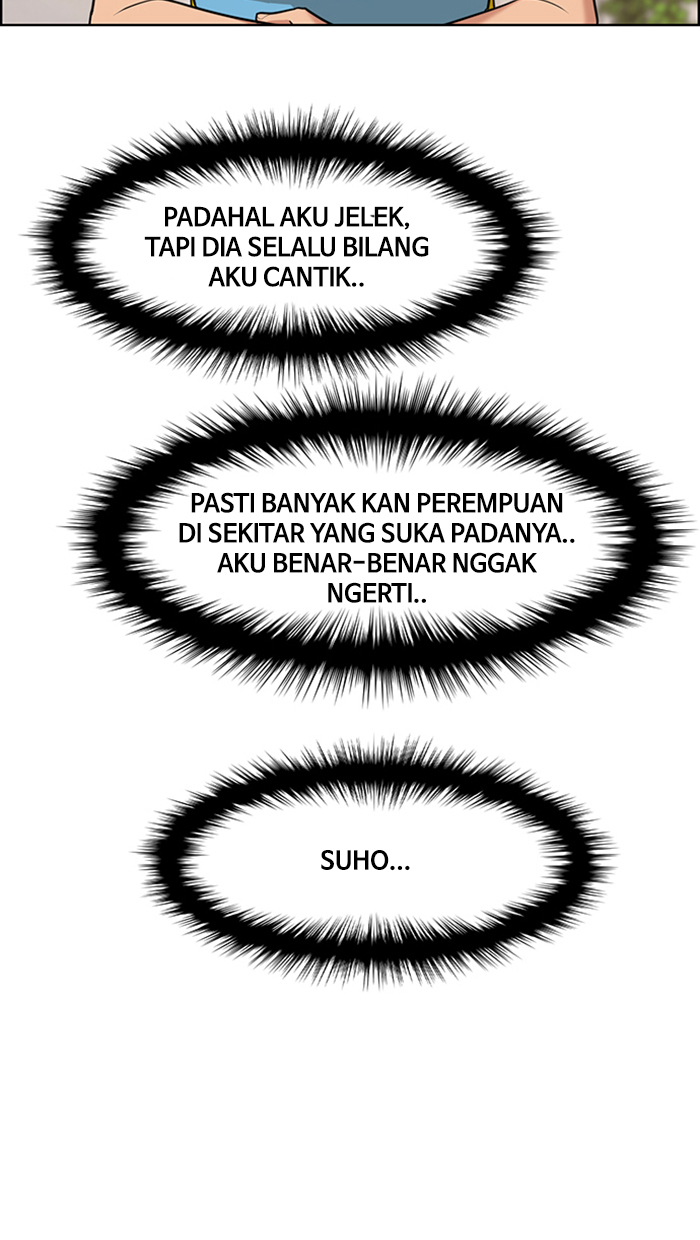 PADAHAL AKU JELEK,
TAPI DIA SELALU BILANG
AKU CANTIK..
PASTI BANYAK KAN PEREMPUAN
DI SEKITAR YANG SUKA PADANYA..
AKU BENAR-BENAR NGGAK
NGERTI..
SUHO...